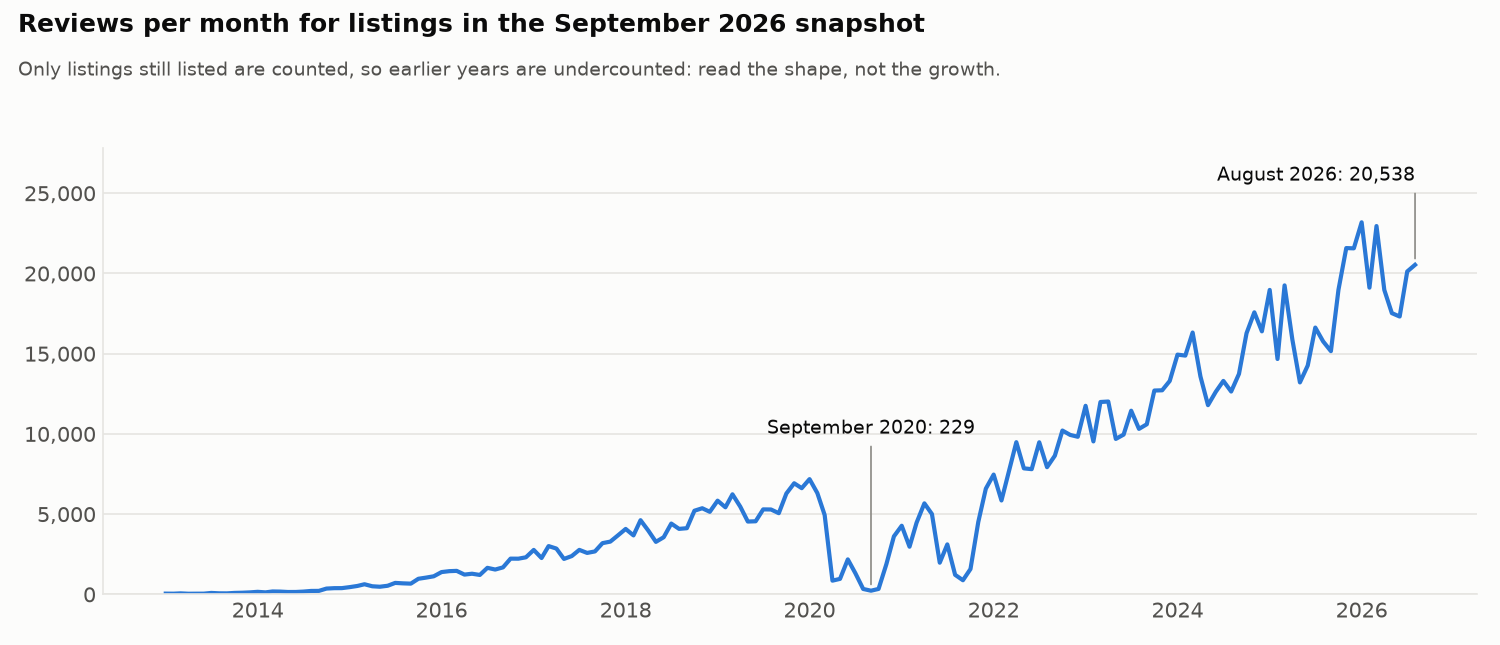 Reviews per month for listings in the September 2026 snapshot
Only listings still listed are counted, so earlier years are undercounted: read the shape, not the growth.
August 2026: 20,538
25,000
20,000
15,000
10,000
September 2020: 229
5,000
0
2014 2016 2018 2020 2022 2024 2026